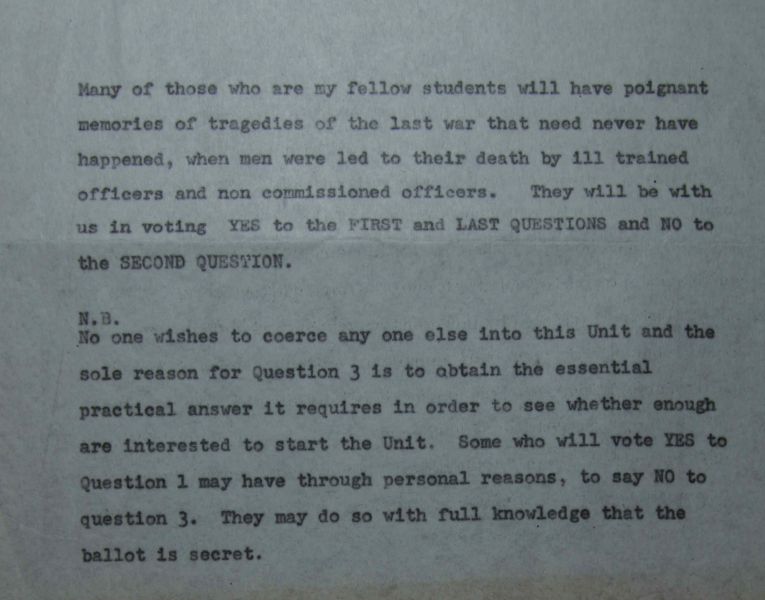 Many of those who are my fellow students will have poignant
memories of tragedies of the last war that need never have
happened, when men were led to their death by ill trained
officers and non commissioned officers.   They will be with
us in voting  YES to the FIRST and LAST QUESTIONS and NO to
the SECOND QUESTION.
N.B.
No one wishes to coerce any one else into this Unit and the
sole reason for Question 3 is to obtain the essential
practical answer it requires in order to see whether enough
are interested to start the Unit.  Some who will vote YES to
Question 1 may have through personal reasons, to say NO to
question 3.  They may do so with full knowledge that the
ballot is secret.